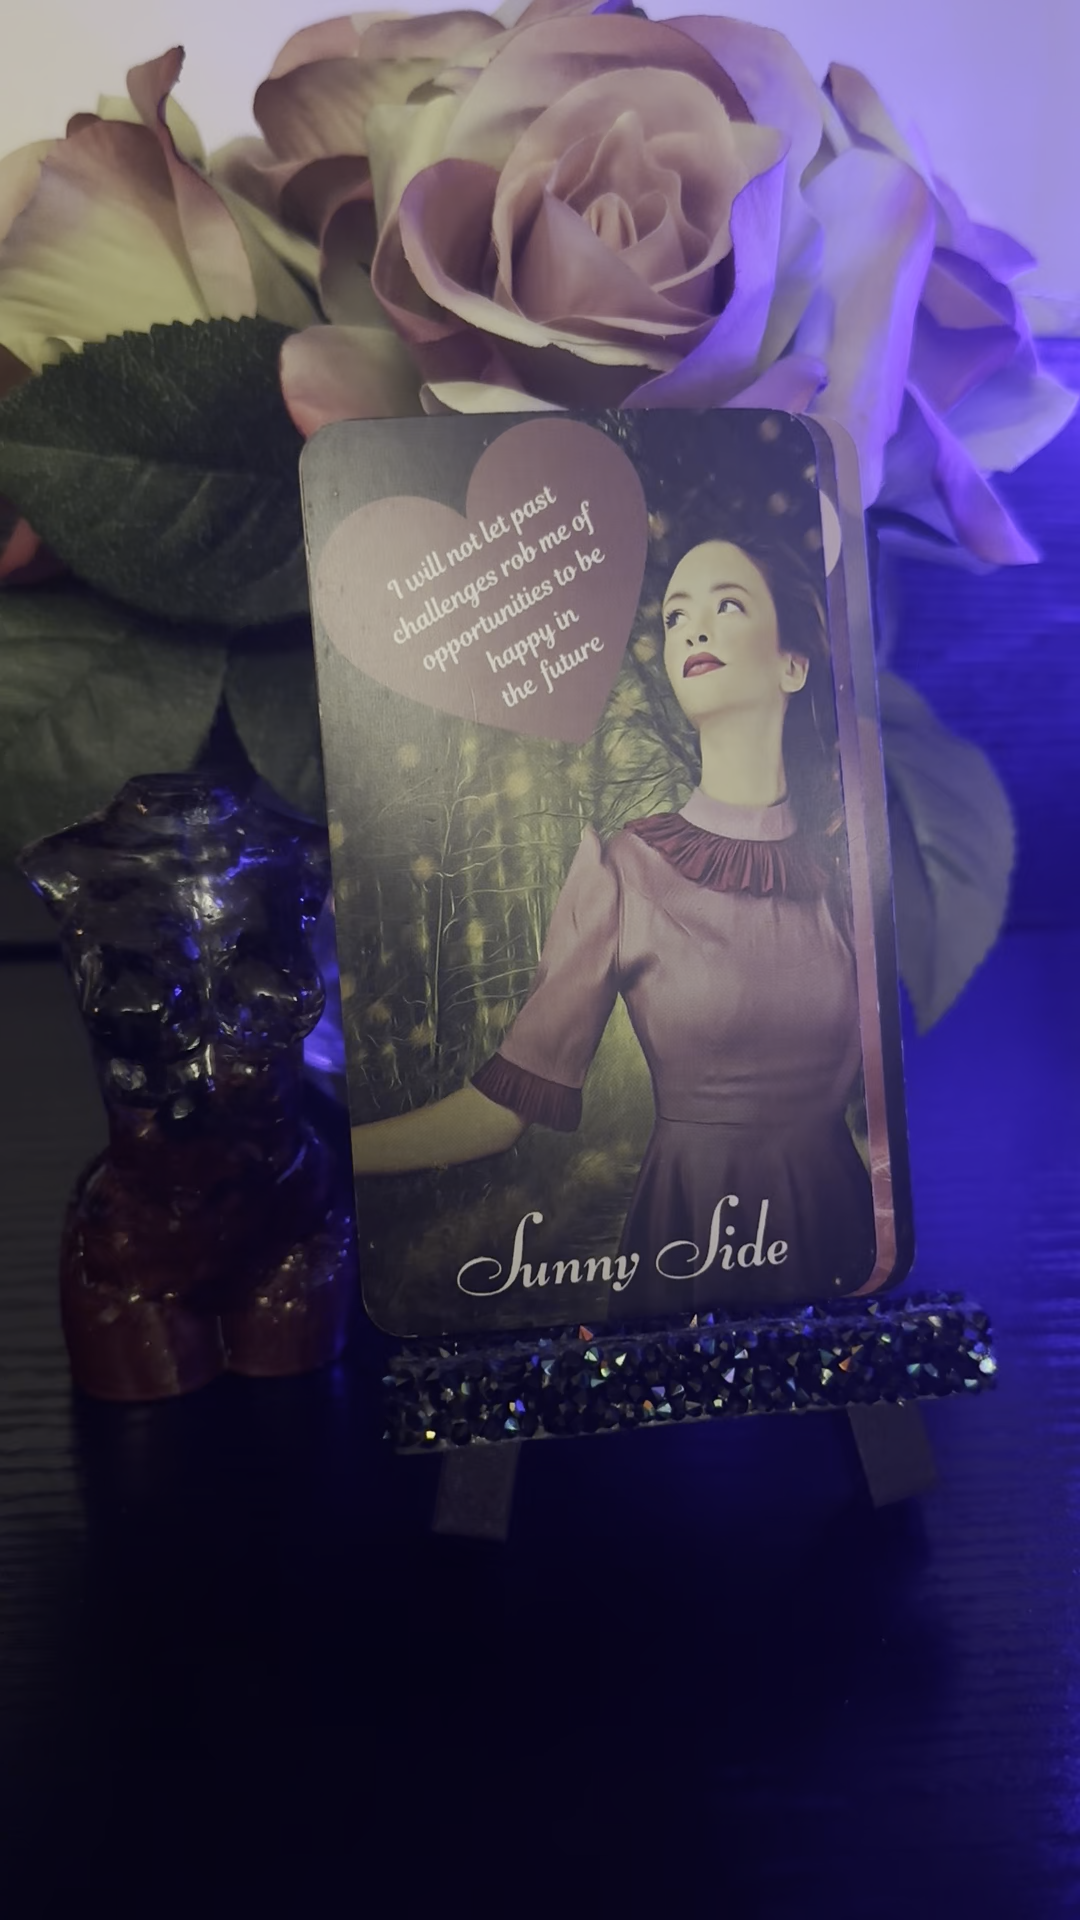 I will not let past
challenges rob me of
opportunities to be
happy in
the future
Sunny Side